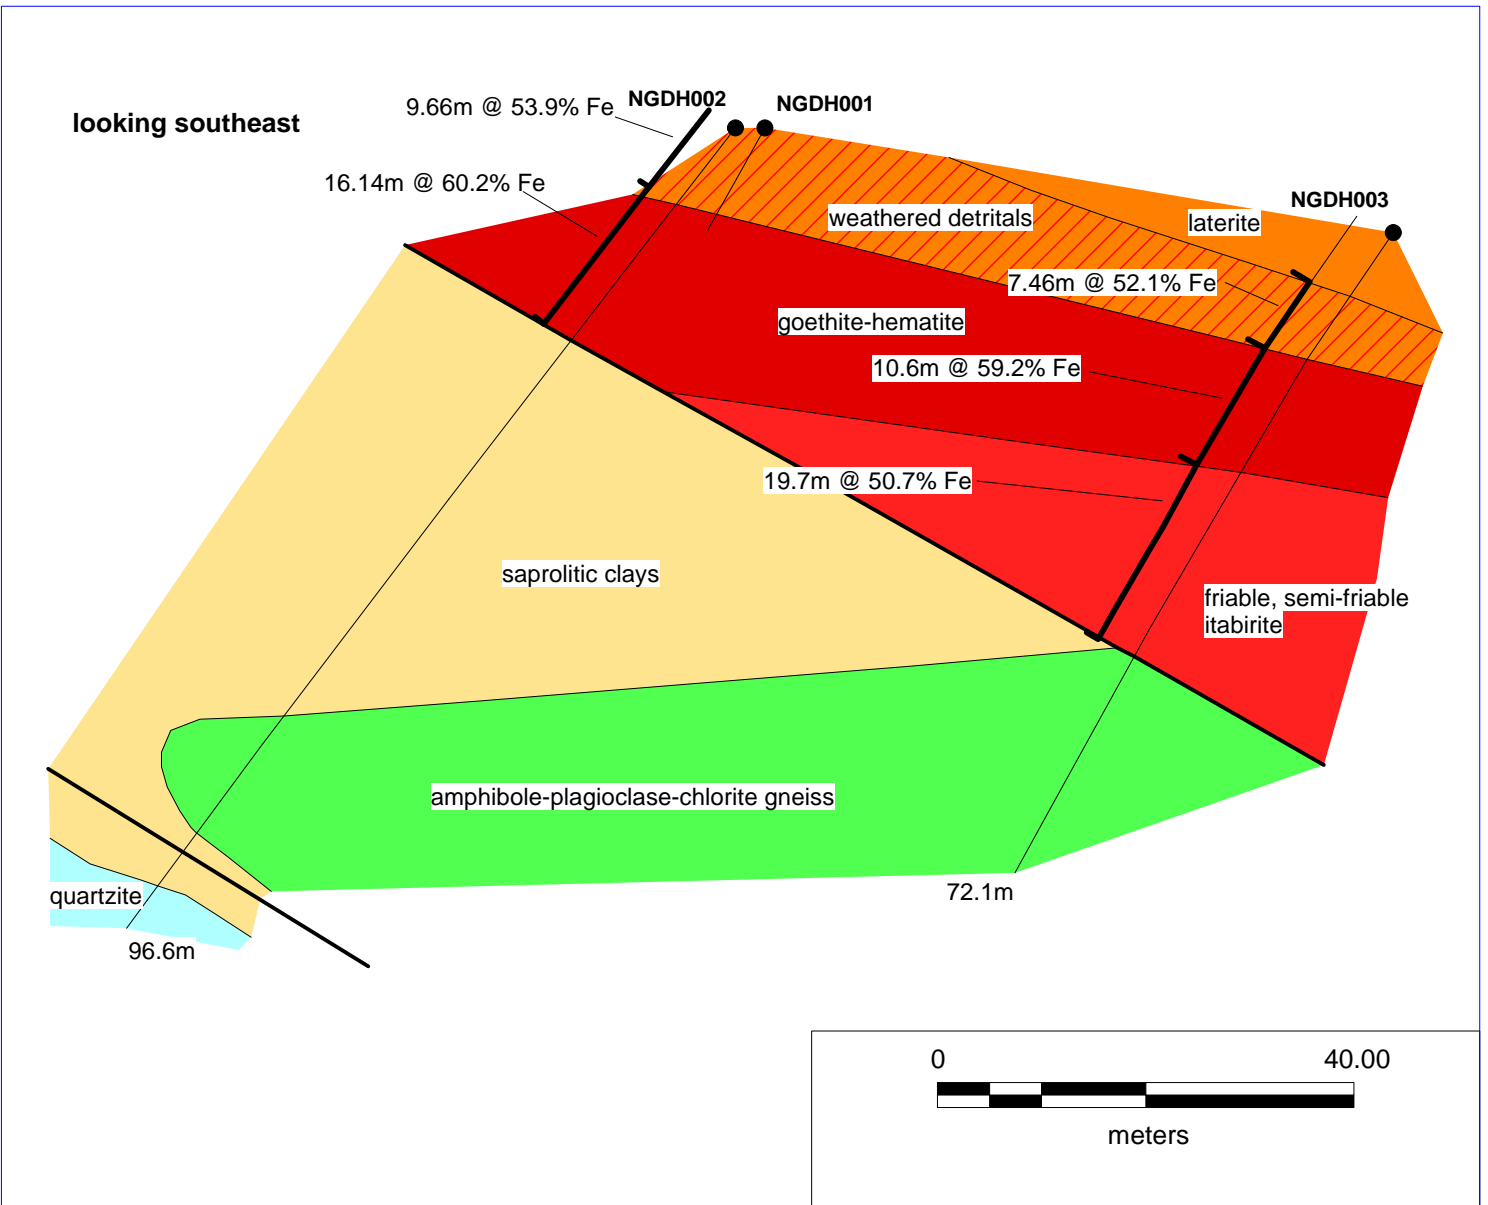 9.66m @ 53.9% Fe
NGDH002
NGDH001
looking southeast
16.14m @ 60.2% Fe
NGDH003
weathered detritals
laterite
7.46m @ 52.1% Fe
goethite-hematite
10.6m @ 59.2% Fe
19.7m @ 50.7% Fe
saprolitic clays
friable, semi-friable
itabirite
amphibole-plagioclase-chlorite gneiss
quartzite
72.1m
96.6m
0
40.00
meters